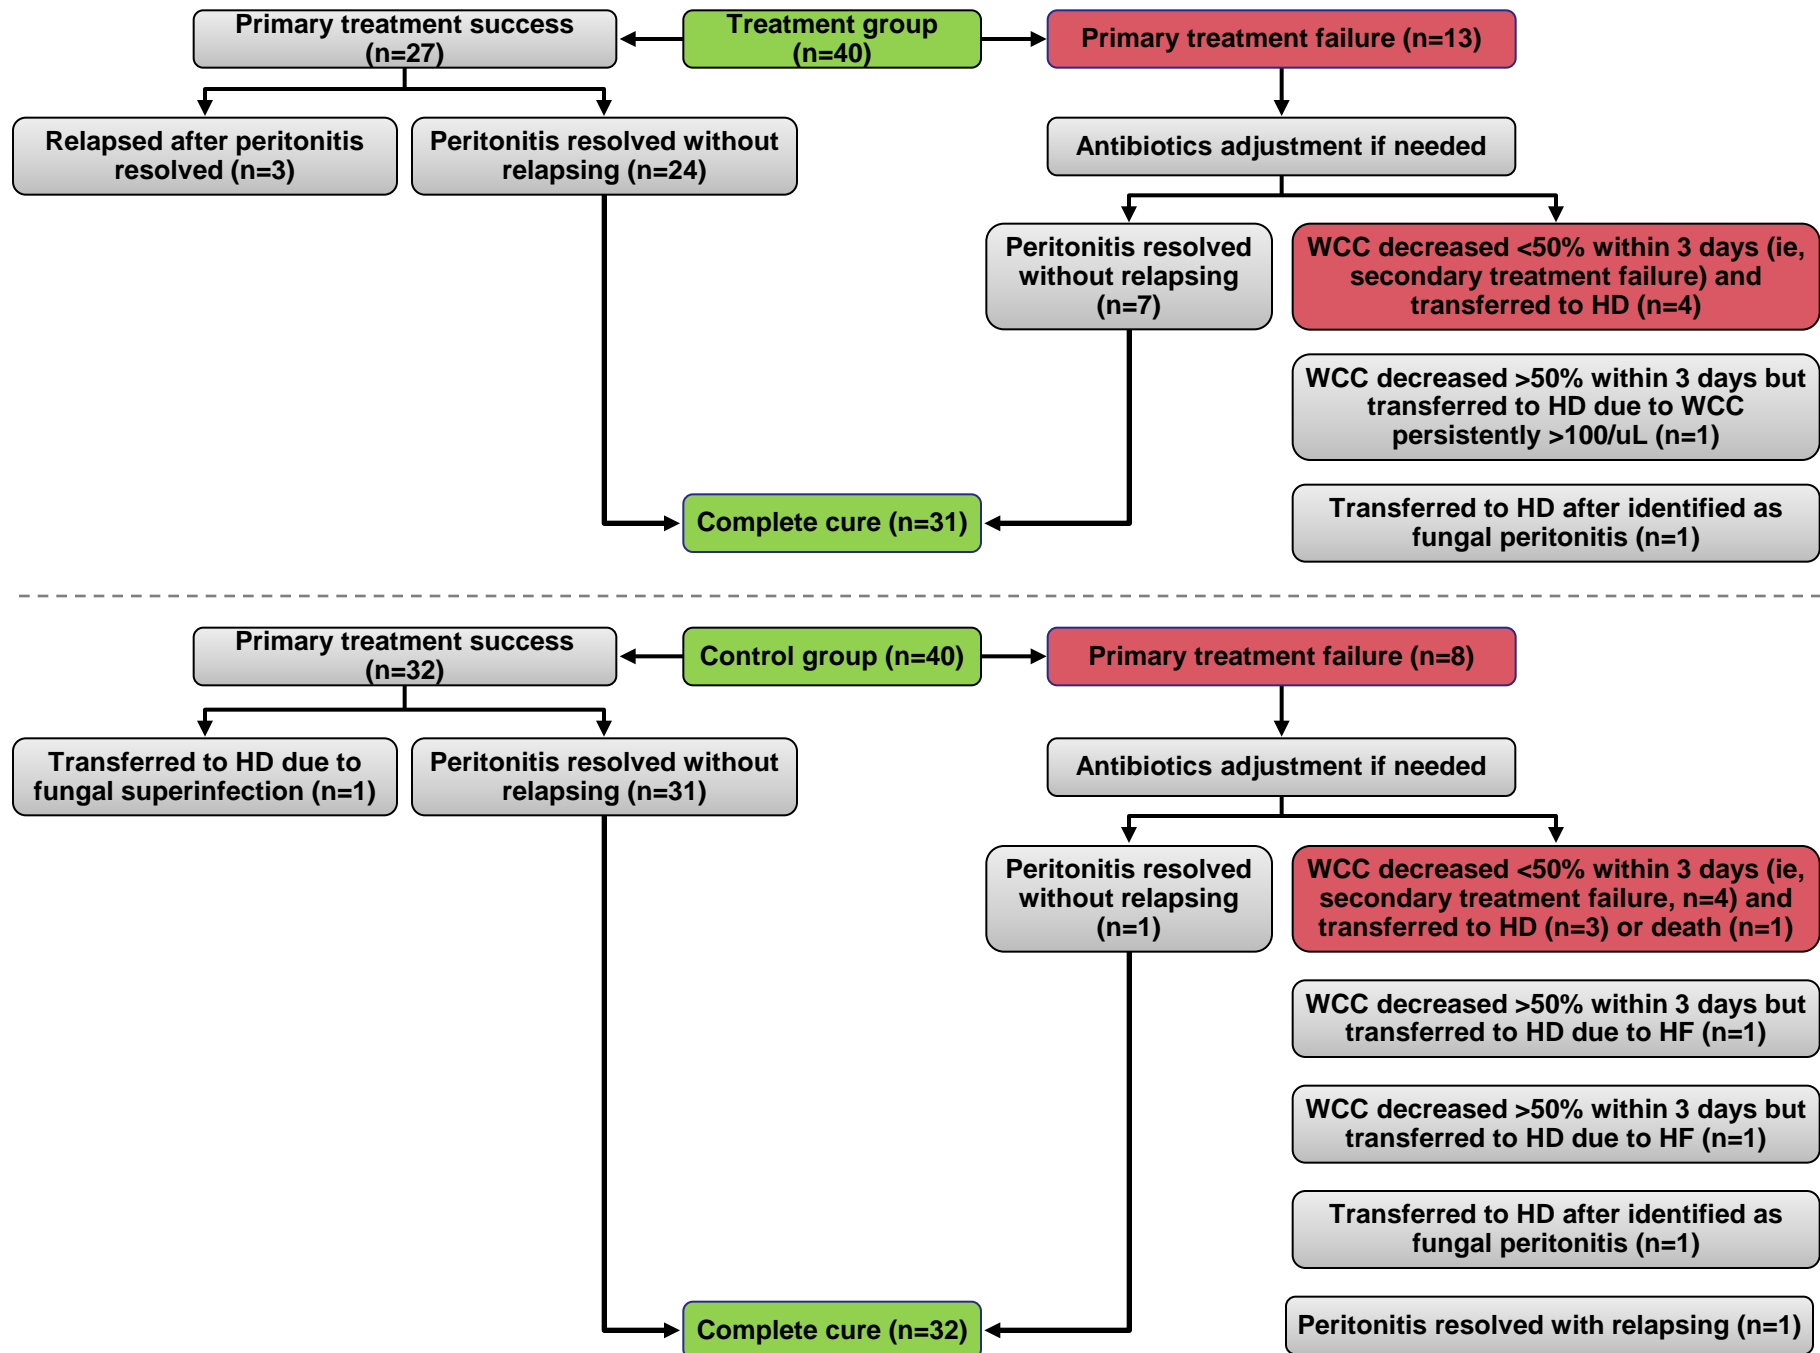 Primary treatment success
(n=27)
Treatment group
(n=40)
Primary treatment failure (n=13)
Relapsed after peritonitis
resolved (n=3)
Peritonitis resolved without
relapsing (n=24)
Antibiotics adjustment if needed
Peritonitis resolved
without relapsing
(n=7)
WCC decreased <50% within 3 days (ie,
secondary treatment failure) and
transferred to HD (n=4)
WCC decreased >50% within 3 days but
transferred to HD due to WCC
persistently >100/uL (n=1)
Transferred to HD after identified as
fungal peritonitis (n=1)
Complete cure (n=31)
Primary treatment success
(n=32)
Control group (n=40)
Primary treatment failure (n=8)
Transferred to HD due to
fungal superinfection (n=1)
Peritonitis resolved without
relapsing (n=31)
Antibiotics adjustment if needed
Peritonitis resolved
without relapsing
(n=1)
WCC decreased <50% within 3 days (ie,
secondary treatment failure, n=4) and
transferred to HD (n=3) or death (n=1)
WCC decreased >50% within 3 days but
transferred to HD due to HF (n=1)
WCC decreased >50% within 3 days but
transferred to HD due to HF (n=1)
Transferred to HD after identified as
fungal peritonitis (n=1)
Peritonitis resolved with relapsing (n=1)
Complete cure (n=32)